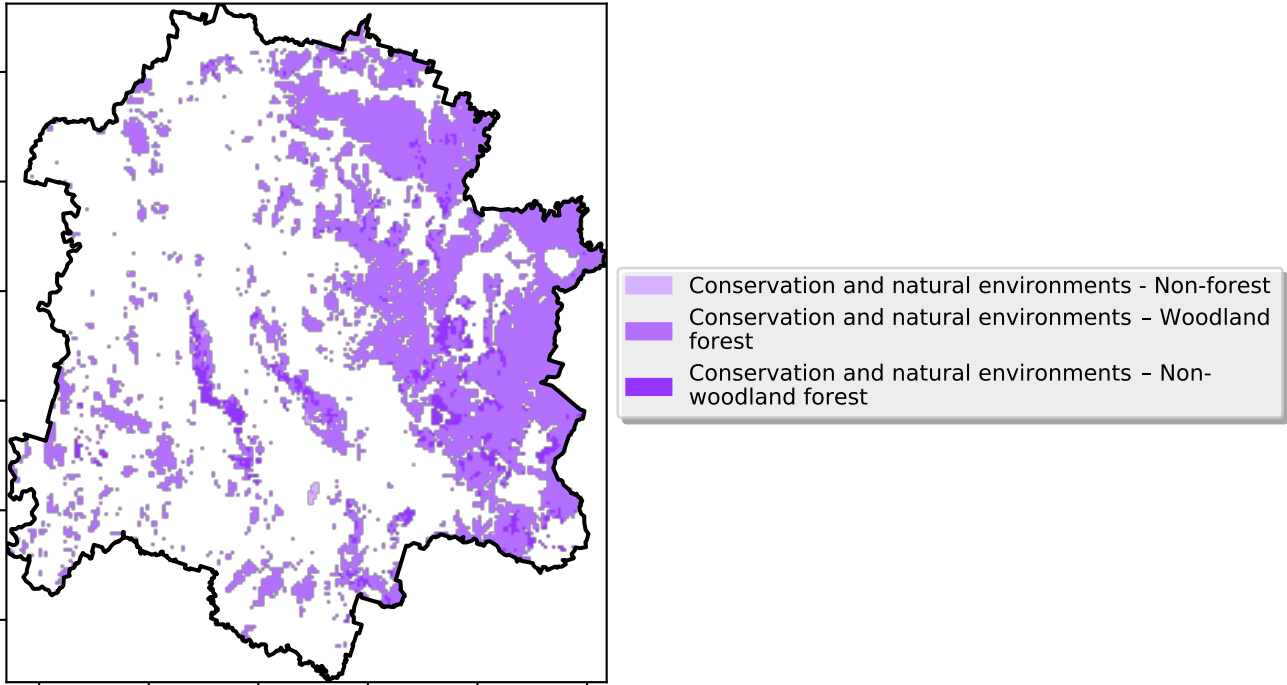 Conservation and natural environments - Non-forest
Conservation and natural environments – Woodland
forest
Conservation and natural environments – Non-
woodland forest